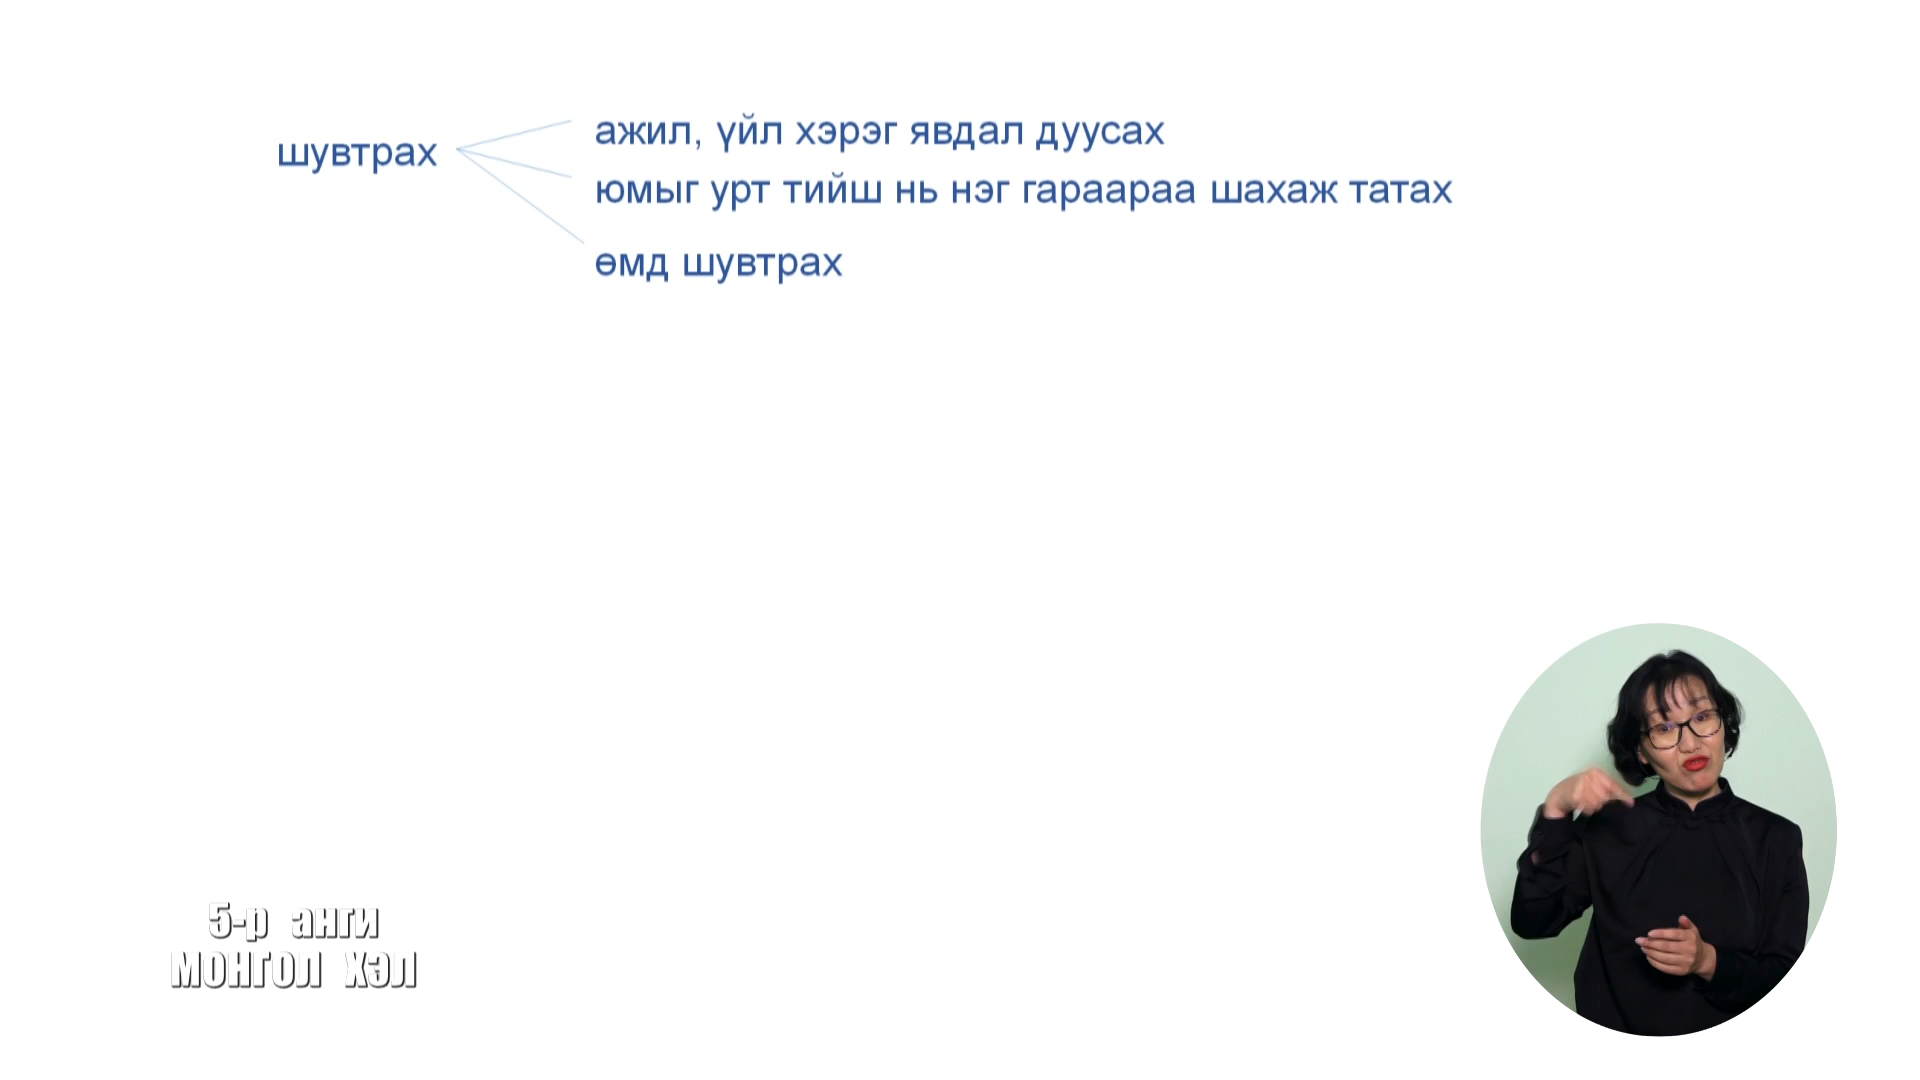 шувтрах
ажил, үйл хэрэг явдал дуусах
юмыг урт тийш нь нэг гараараа шахаж татах
өмд шувтрах
5-р анги
МОНГОЛ ХЭЛ